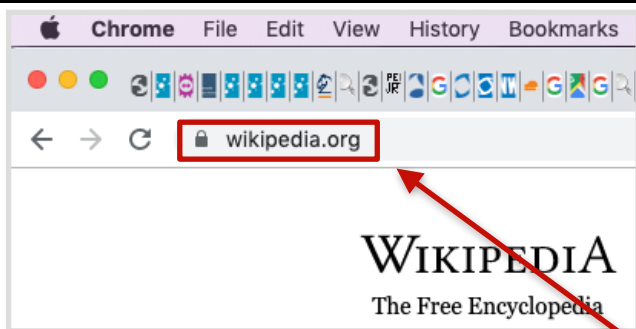 Chrome File Edit View History Bookmarks
wikipedia.org
WIKIPEDIA
The Free Encyclopedia